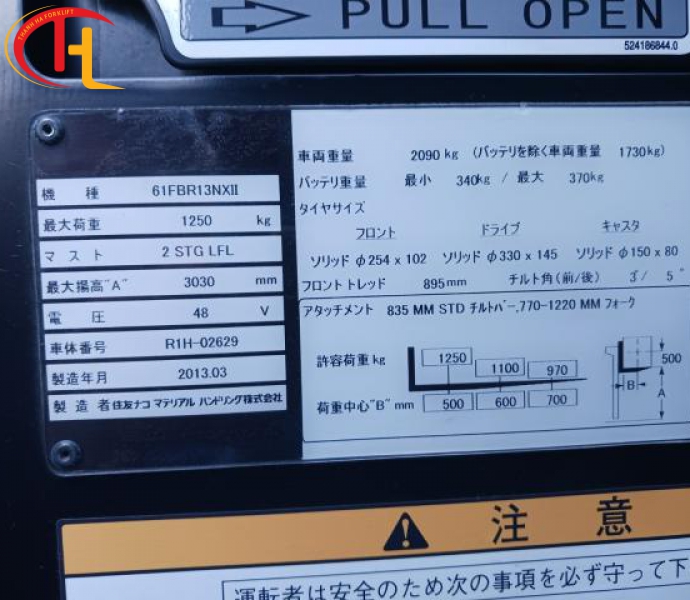 PULL OPEN
524186844.0
THANH HA FORKLIFT
機 種 61FBR13NXⅡ
最大荷重 1250 kg
マスト 2 STG LFL
最大揚高"A" 3030 mm
電 圧 48 V
車体番号 R1H-02629
製造年月 2013.03
製造者 住友ナコ マテリアル ハンドリング株式会社
車両重量 2090 kg (バッテリを除く車両重量 1730kg)
バッテリ重量 最小 340kg / 最大 370kg
タイヤサイズ
フロント ドライブ キャスタ
ソリッド φ254 x 102 ソリッド φ330 x 145 ソリッド φ150 x 80
フロントトレッド 895mm チルト角(前/後) 3゚/ 5°
アタッチメント 835 MM STD チルトバー,770-1220 MM フォーク
許容荷重 kg 1250 1100 970
荷重中心"B" mm 500 600 700
500
B
A
注 意
運転者は安全のため次の事項を必ず守って下